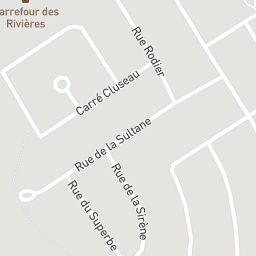 arrefour des
Rivières
Rue Rodier
Carré Cluseau
Rue de la Sultane
Rue de la Sirène
Rue du Superbe